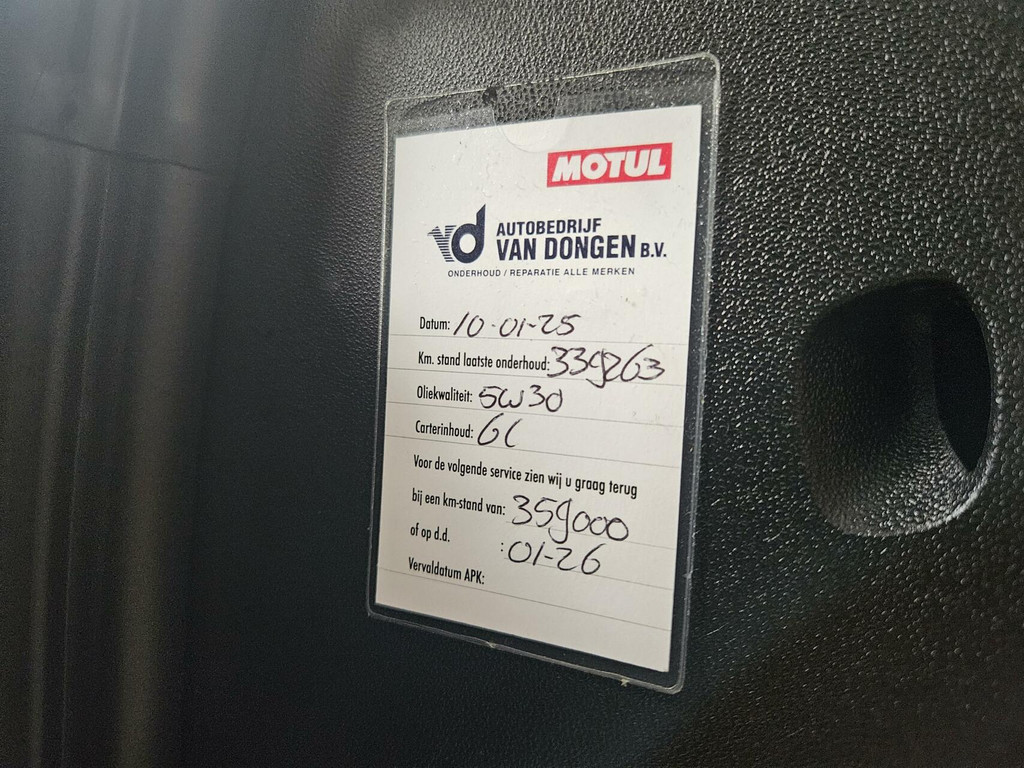 MOTUL
vd AUTOBEDRIJF
VAN DONGEN B.V.
ONDERHOUD / REPARATIE ALLE MERKEN
Datum: 10-01-25
Km. stand laatste onderhoud: 339263
Oliekwaliteit: 5W30
Carterinhoud: 6L
Voor de volgende service zien wij u graag terug
bij een km-stand van: 359000
of op d.d. :01-26
Vervaldatum APK: